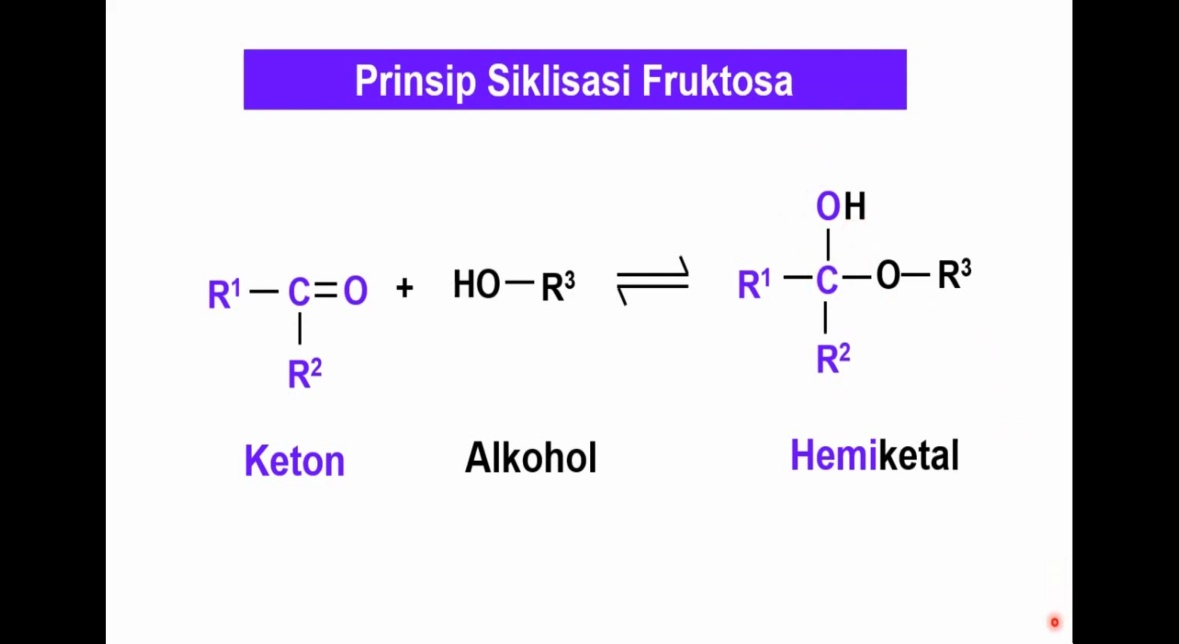 Prinsip Siklisasi Fruktosa
R¹ — C=O + HO—R³ ⇌ R¹ —C—O—R³
OH
R² R²
Keton Alkohol Hemiketal